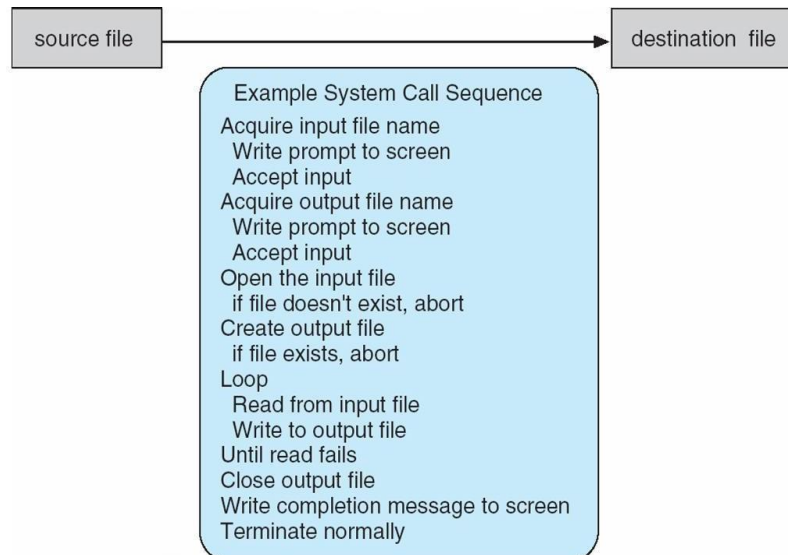 source file
destination file
Example System Call Sequence
Acquire input file name
Write prompt to screen
Accept input
Acquire output file name
Write prompt to screen
Accept input
Open the input file
if file doesn't exist, abort
Create output file
if file exists, abort
Loop
Read from input file
Write to output file
Until read fails
Close output file
Write completion message to screen
Terminate normally